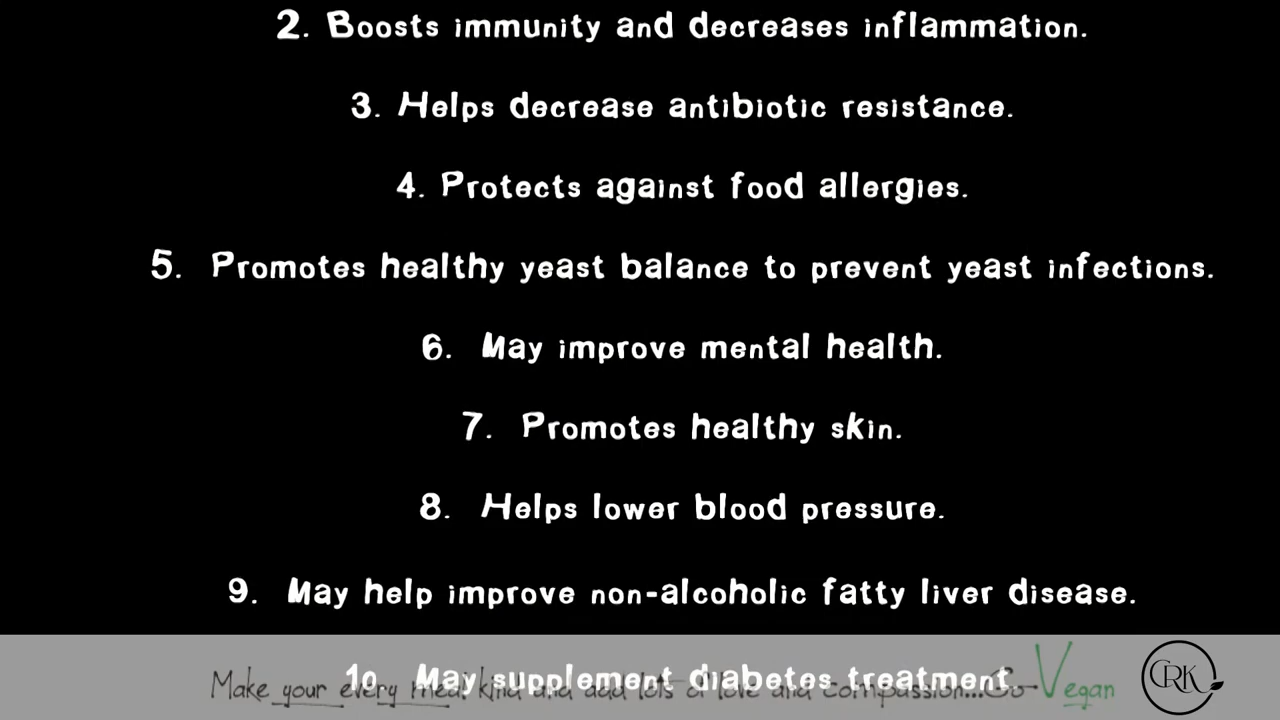 2. Boosts immunity and decreases inflammation.
3. Helps decrease antibiotic resistance.
4. Protects against food allergies.
5. Promotes healthy yeast balance to prevent yeast infections.
6. May improve mental health.
7. Promotes healthy skin.
8. Helps lower blood pressure.
9. May help improve non-alcoholic fatty liver disease.
10. May supplement diabetes treatment
Make your every meal kind and add lots of love and compassion...Go Vegan
CRK